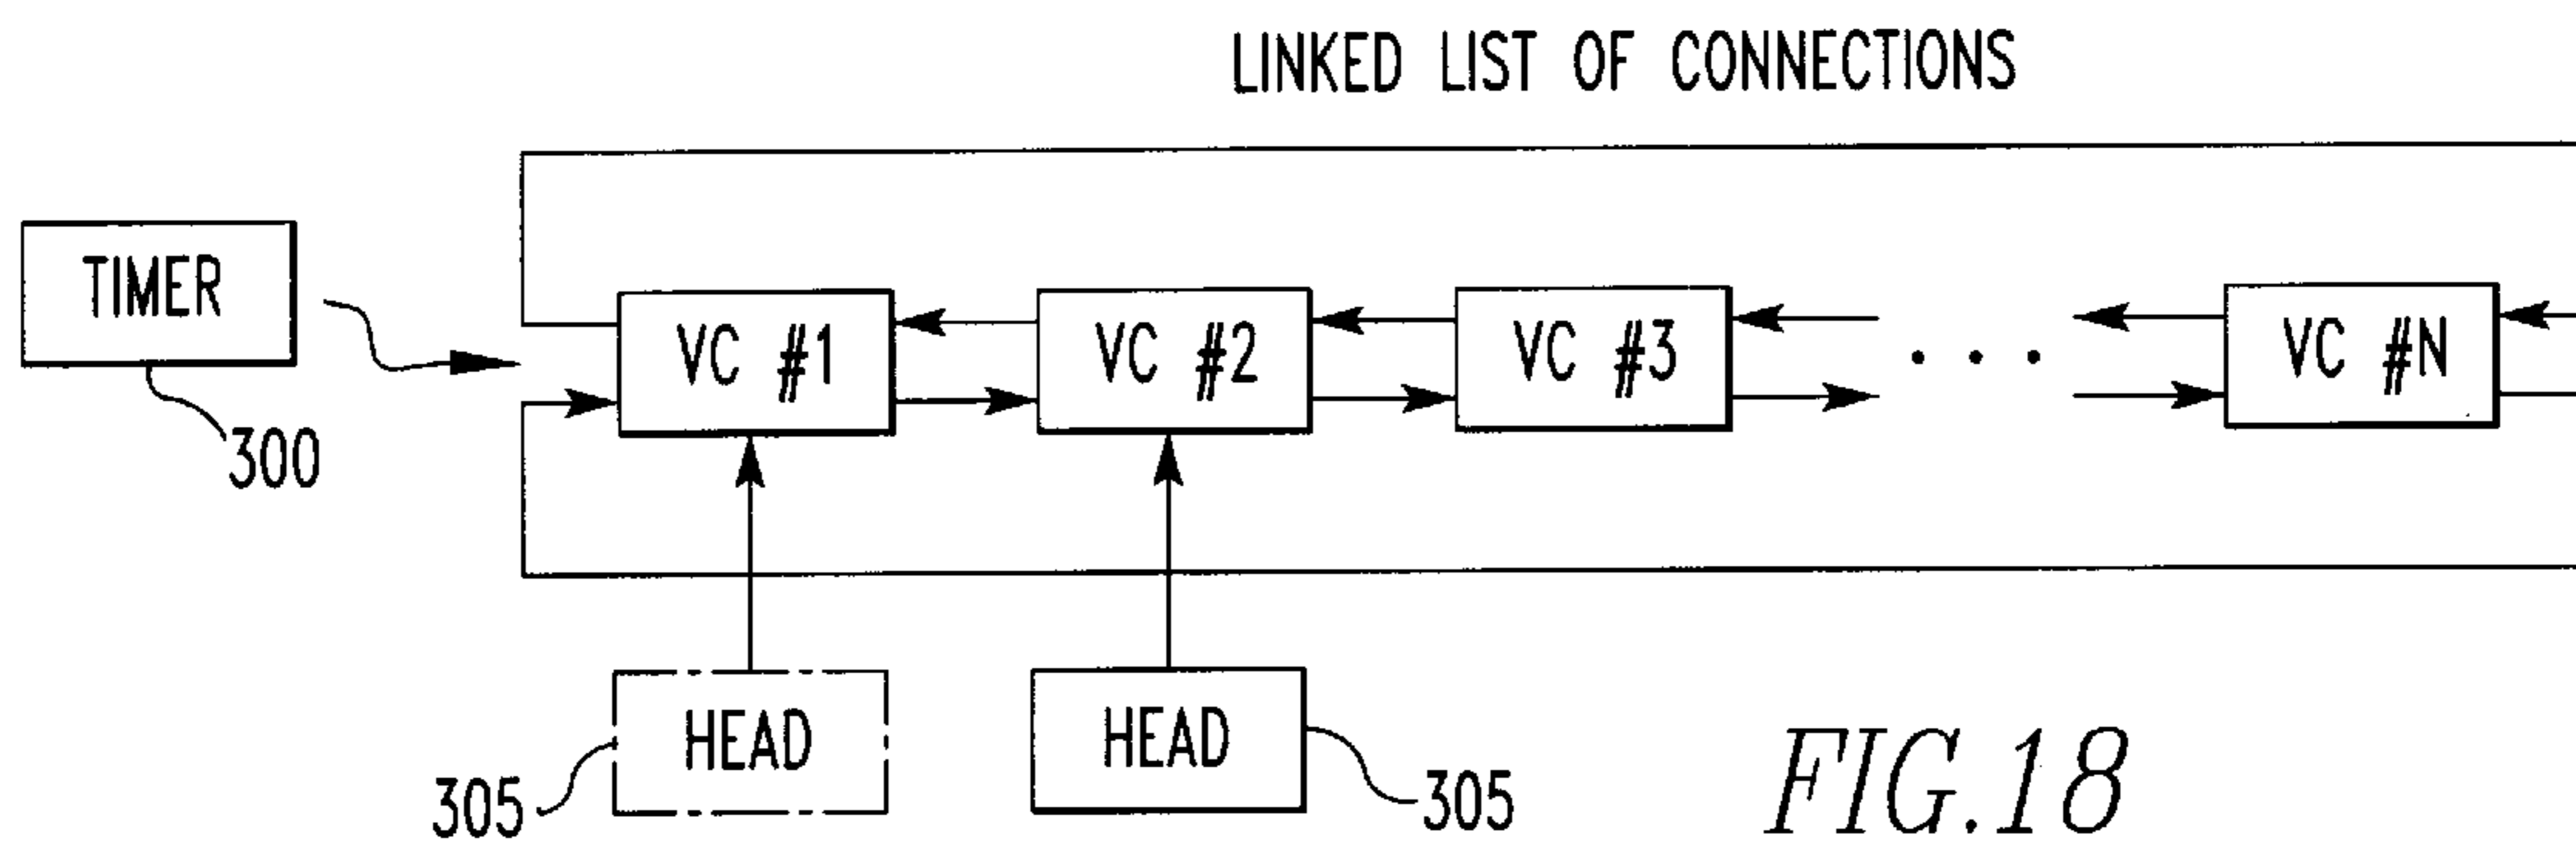 LINKED LIST OF CONNECTIONS
TIMER
300
VC #1
VC #2
VC #3
. . .
VC #N
HEAD
305
HEAD
305
FIG.18